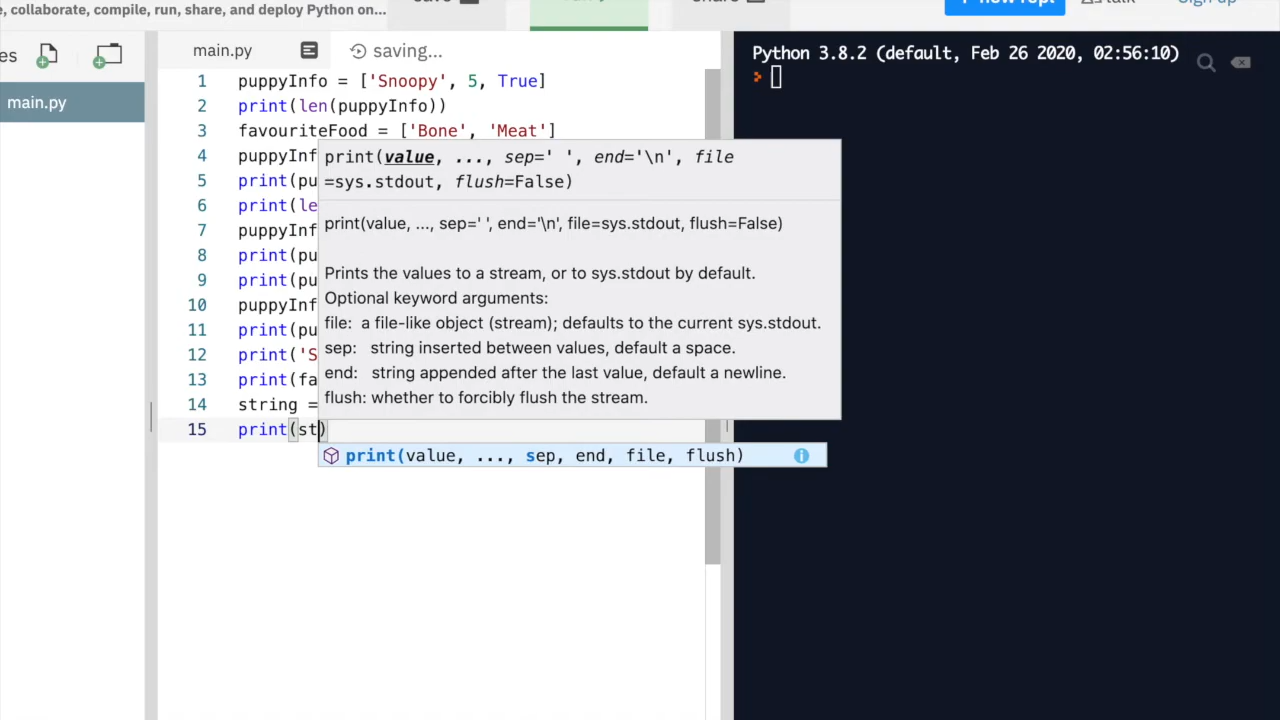 e, collaborate, compile, run, share, and deploy Python on...
new repl
talk
Sign up
es
main.py
main.py
saving...
1 puppyInfo = ['Snoopy', 5, True]
2 print(len(puppyInfo))
3 favouriteFood = ['Bone', 'Meat']
4 puppyInf
5 print(pu
6 print(le
7 puppyInf
8 print(pu
9 print(pu
10 puppyInf
11 print(pu
12 print('S
13 print(fa
14 string =
15 print(st)
print(value, ..., sep=' ', end='\n', file
=sys.stdout, flush=False)
print(value, ..., sep=' ', end='\n', file=sys.stdout, flush=False)
Prints the values to a stream, or to sys.stdout by default.
Optional keyword arguments:
file: a file-like object (stream); defaults to the current sys.stdout.
sep: string inserted between values, default a space.
end: string appended after the last value, default a newline.
flush: whether to forcibly flush the stream.
print(value, ..., sep, end, file, flush)
Python 3.8.2 (default, Feb 26 2020, 02:56:10)